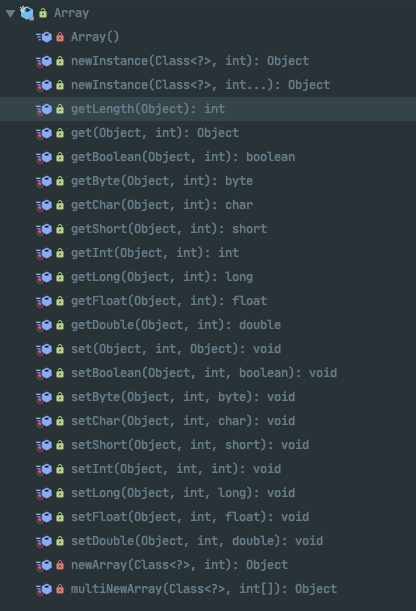 Array
Array()
newInstance(Class<?>, int): Object
newInstance(Class<?>, int...): Object
getLength(Object): int
get(Object, int): Object
getBoolean(Object, int): boolean
getByte(Object, int): byte
getChar(Object, int): char
getShort(Object, int): short
getInt(Object, int): int
getLong(Object, int): long
getFloat(Object, int): float
getDouble(Object, int): double
set(Object, int, Object): void
setBoolean(Object, int, boolean): void
setByte(Object, int, byte): void
setChar(Object, int, char): void
setShort(Object, int, short): void
setInt(Object, int, int): void
setLong(Object, int, long): void
setFloat(Object, int, float): void
setDouble(Object, int, double): void
newArray(Class<?>, int): Object
multiNewArray(Class<?>, int[]): Object